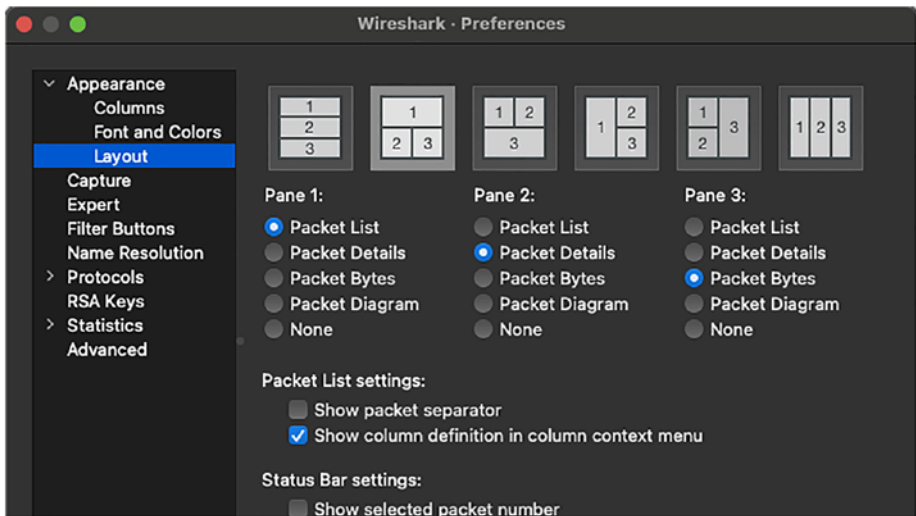 Wireshark · Preferences
Appearance
Columns
Font and Colors
Layout
Capture
Expert
Filter Buttons
Name Resolution
Protocols
RSA Keys
Statistics
Advanced
1 2 3
1 2 3
1 2 3
1 2 3
1 2 3
1 2 3
Pane 1: Pane 2: Pane 3:
Packet List Packet List Packet List
Packet Details Packet Details Packet Details
Packet Bytes Packet Bytes Packet Bytes
Packet Diagram Packet Diagram Packet Diagram
None None None
Packet List settings:
Show packet separator
Show column definition in column context menu
Status Bar settings:
Show selected packet number